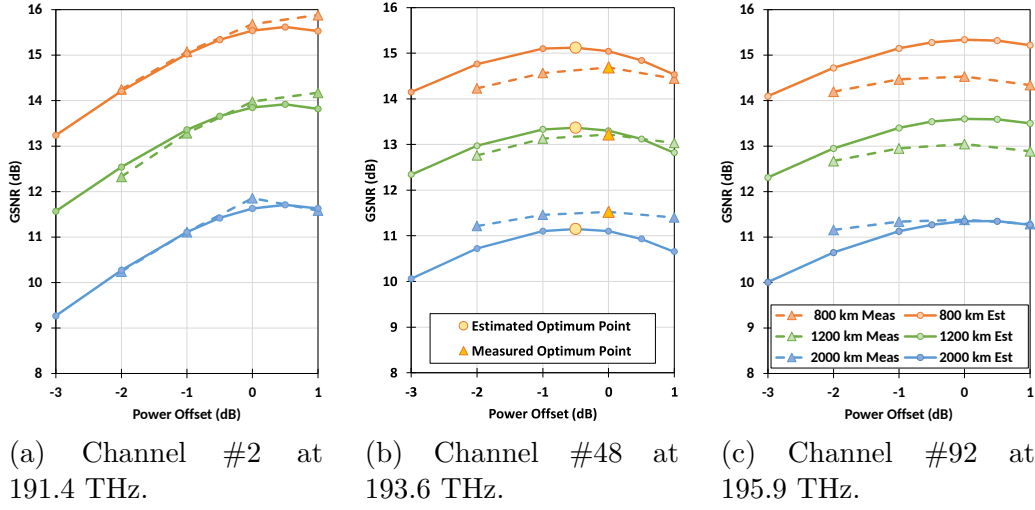 16
15
14
13
12
11
10
9
8
GSNR (dB)
-3 -2 -1 0 1
Power Offset (dB)
16
15
14
13
12
11
10
9
8
GSNR (dB)
Estimated Optimum Point
Measured Optimum Point
-3 -2 -1 0 1
Power Offset (dB)
16
15
14
13
12
11
10
9
8
GSNR (dB)
800 km Meas 800 km Est
1200 km Meas 1200 km Est
2000 km Meas 2000 km Est
-3 -2 -1 0 1
Power Offset (dB)
(a) Channel #2 at
191.4 THz.
(b) Channel #48 at
193.6 THz.
(c) Channel #92 at
195.9 THz.